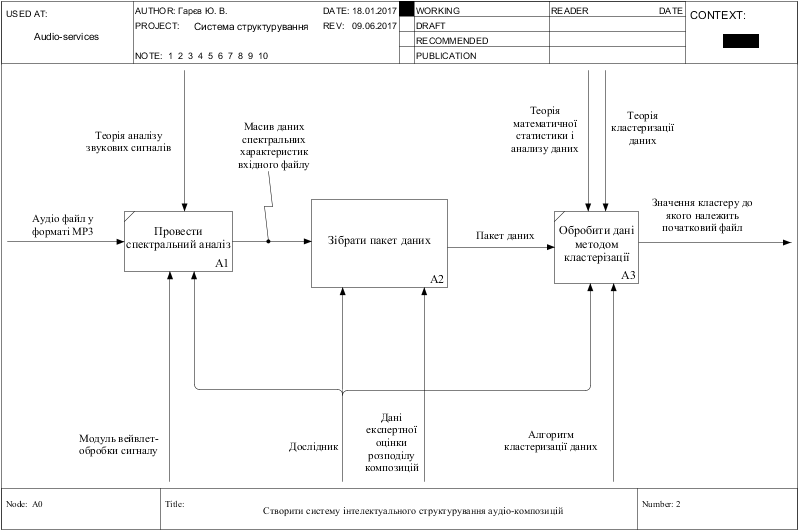 USED AT:
Audio-services
AUTHOR: Гарєв Ю. В.
DATE: 18.01.2017
PROJECT: Система структурування
REV: 09.06.2017
NOTE: 1 2 3 4 5 6 7 8 9 10
WORKING
DRAFT
RECOMMENDED
PUBLICATION
READER
DATE
CONTEXT:
Теорія аналізу
звукових сигналів
Масив даних
спектральних
характеристик
вхідного файлу
Теорія
математичної
статистики і
анализу даних
Теорія
кластеризації
даних
Аудіо файл у
форматі MP3
Провести
спектральний аналіз
A1
Зібрати пакет даних
A2
Пакет даних
Обробити дані
методом
кластерізації
A3
Значення кластеру до
якого належить
початковий файл
Модуль вейвлет-
обробки сигналу
Дослідник
Дані
експертної
оцінки
розподілу
композицій
Алгоритм
кластеризації даних
Node: A0
Title:
Створити систему інтелектуального структурування аудіо-композицій
Number: 2